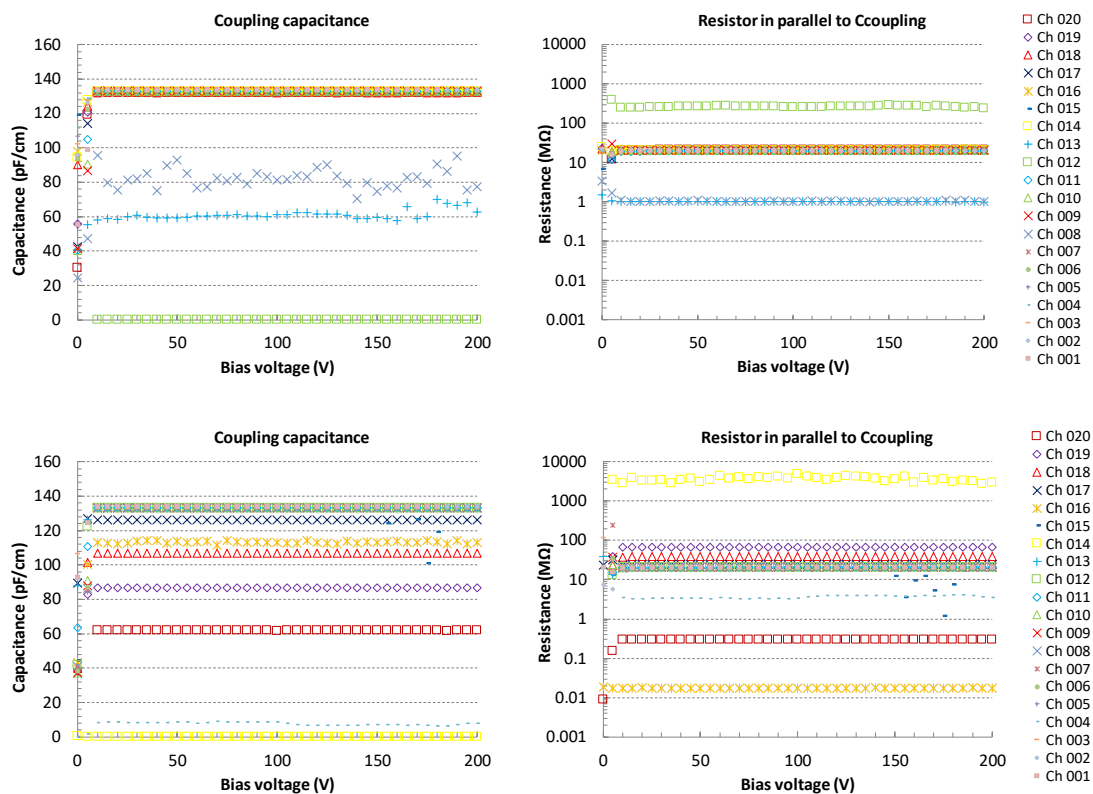 Coupling capacitance
160
140
120
100
80
60
40
20
0
0
50
100
150
200
Capacitance (pF/cm)
Bias voltage (V)
Resistor in parallel to Ccoupling
10000
1000
100
10
1
0.1
0.01
0.001
0
50
100
150
200
Resistance (MΩ)
Bias voltage (V)
Ch 020
Ch 019
Ch 018
Ch 017
Ch 016
Ch 015
Ch 014
Ch 013
Ch 012
Ch 011
Ch 010
Ch 009
Ch 008
Ch 007
Ch 006
Ch 005
Ch 004
Ch 003
Ch 002
Ch 001
Coupling capacitance
160
140
120
100
80
60
40
20
0
0
50
100
150
200
Capacitance (pF/cm)
Bias voltage (V)
Resistor in parallel to Ccoupling
10000
1000
100
10
1
0.1
0.01
0.001
0
50
100
150
200
Resistance (MΩ)
Bias voltage (V)
Ch 020
Ch 019
Ch 018
Ch 017
Ch 016
Ch 015
Ch 014
Ch 013
Ch 012
Ch 011
Ch 010
Ch 009
Ch 008
Ch 007
Ch 006
Ch 005
Ch 004
Ch 003
Ch 002
Ch 001